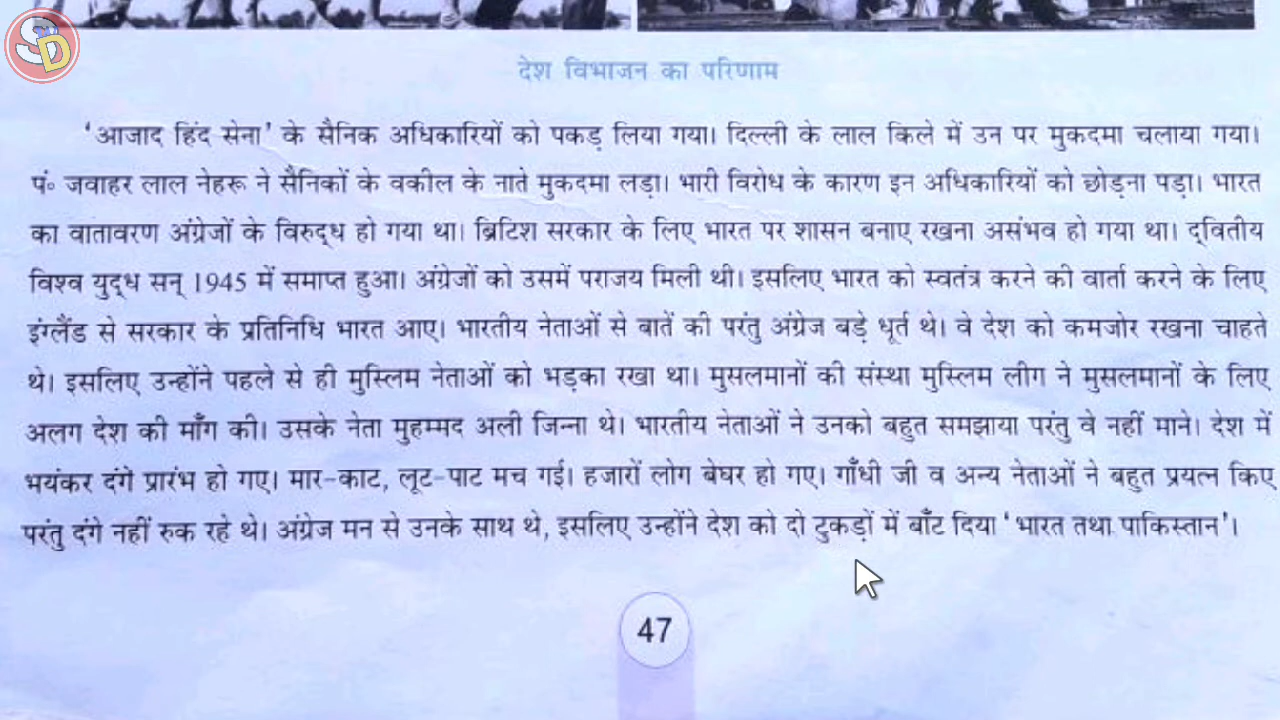 SD
देश विभाजन का परिणाम
'आजाद हिंद सेना' के सैनिक अधिकारियों को पकड़ लिया गया। दिल्ली के लाल किले में उन पर मुकदमा चलाया गया।
पं॰ जवाहर लाल नेहरू ने सैनिकों के वकील के नाते मुकदमा लड़ा। भारी विरोध के कारण इन अधिकारियों को छोड़ना पड़ा। भारत
का वातावरण अंग्रेजों के विरुद्ध हो गया था। ब्रिटिश सरकार के लिए भारत पर शासन बनाए रखना असंभव हो गया था। द्वितीय
विश्व युद्ध सन् 1945 में समाप्त हुआ। अंग्रेजों को उसमें पराजय मिली थी। इसलिए भारत को स्वतंत्र करने की वार्ता करने के लिए
इंग्लैंड से सरकार के प्रतिनिधि भारत आए। भारतीय नेताओं से बातें की परंतु अंग्रेज बड़े धूर्त थे। वे देश को कमजोर रखना चाहते
थे। इसलिए उन्होंने पहले से ही मुस्लिम नेताओं को भड़का रखा था। मुसलमानों की संस्था मुस्लिम लीग ने मुसलमानों के लिए
अलग देश की माँग की। उसके नेता मुहम्मद अली जिन्ना थे। भारतीय नेताओं ने उनको बहुत समझाया परंतु वे नहीं माने। देश में
भयंकर दंगे प्रारंभ हो गए। मार-काट, लूट-पाट मच गई। हजारों लोग बेघर हो गए। गाँधी जी व अन्य नेताओं ने बहुत प्रयत्न किए
परंतु दंगे नहीं रुक रहे थे। अंग्रेज मन से उनके साथ थे, इसलिए उन्होंने देश को दो टुकड़ों में बाँट दिया 'भारत तथा पाकिस्तान'।
47